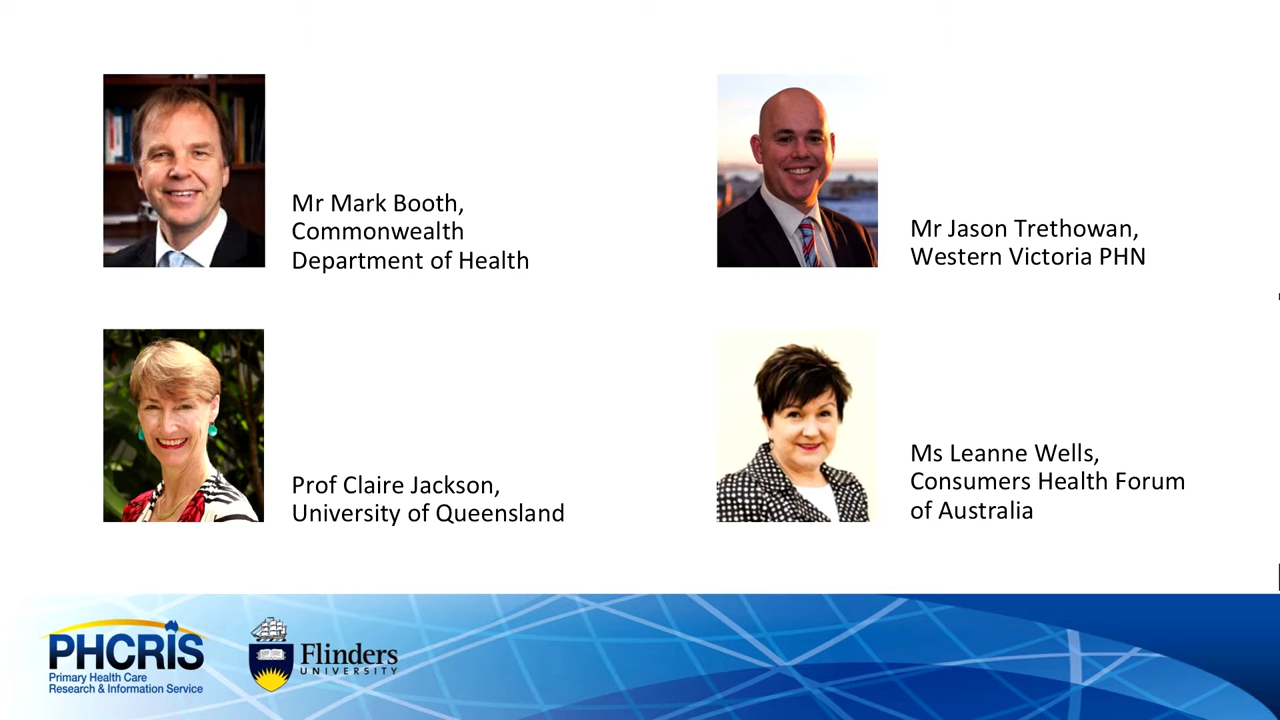 Mr Mark Booth,
Commonwealth
Department of Health
Mr Jason Trethowan,
Western Victoria PHN
Prof Claire Jackson,
University of Queensland
Ms Leanne Wells,
Consumers Health Forum
of Australia
PHCRIS
Primary Health Care
Research & Information Service
Flinders
UNIVERSITY